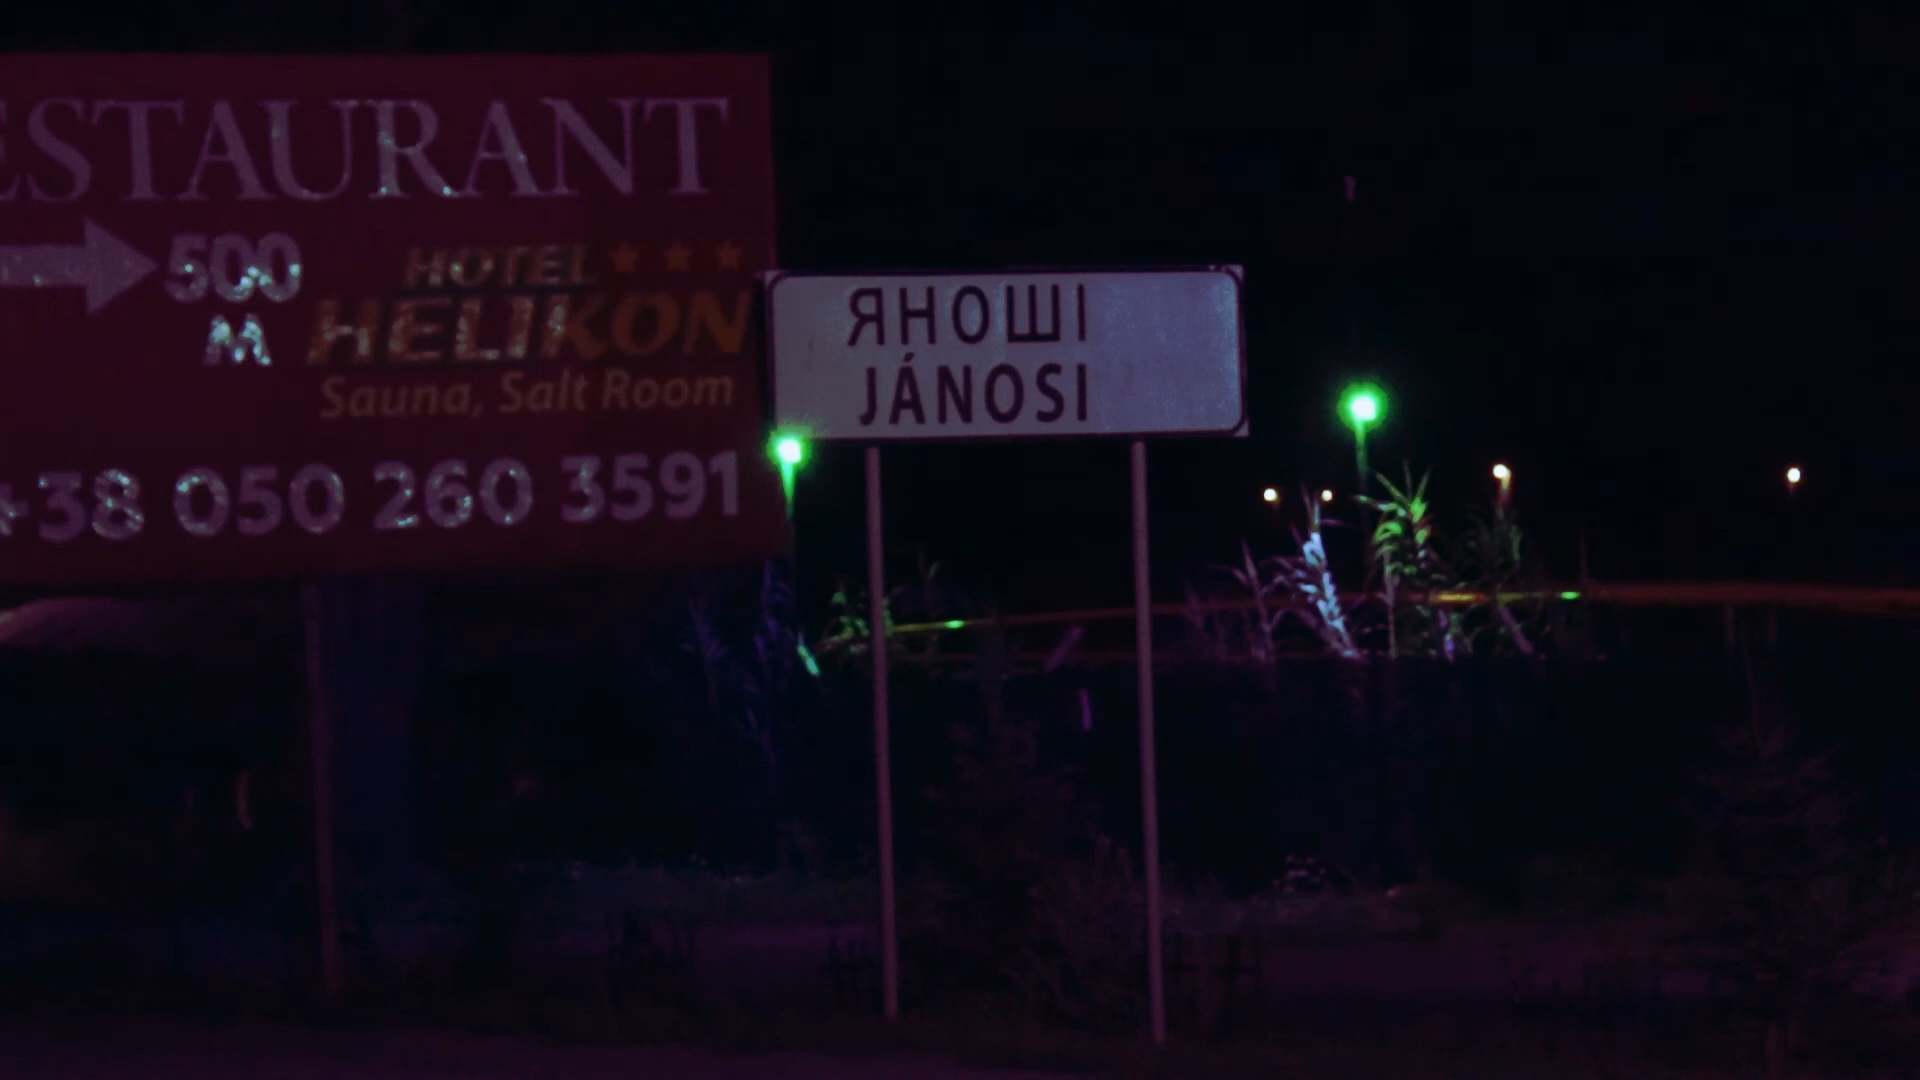 ESTAURANT
500
M
HOTEL ★★★
HELIKON
Sauna, Salt Room
+38 050 260 3591
ЯНОШІ
JÁNOSI